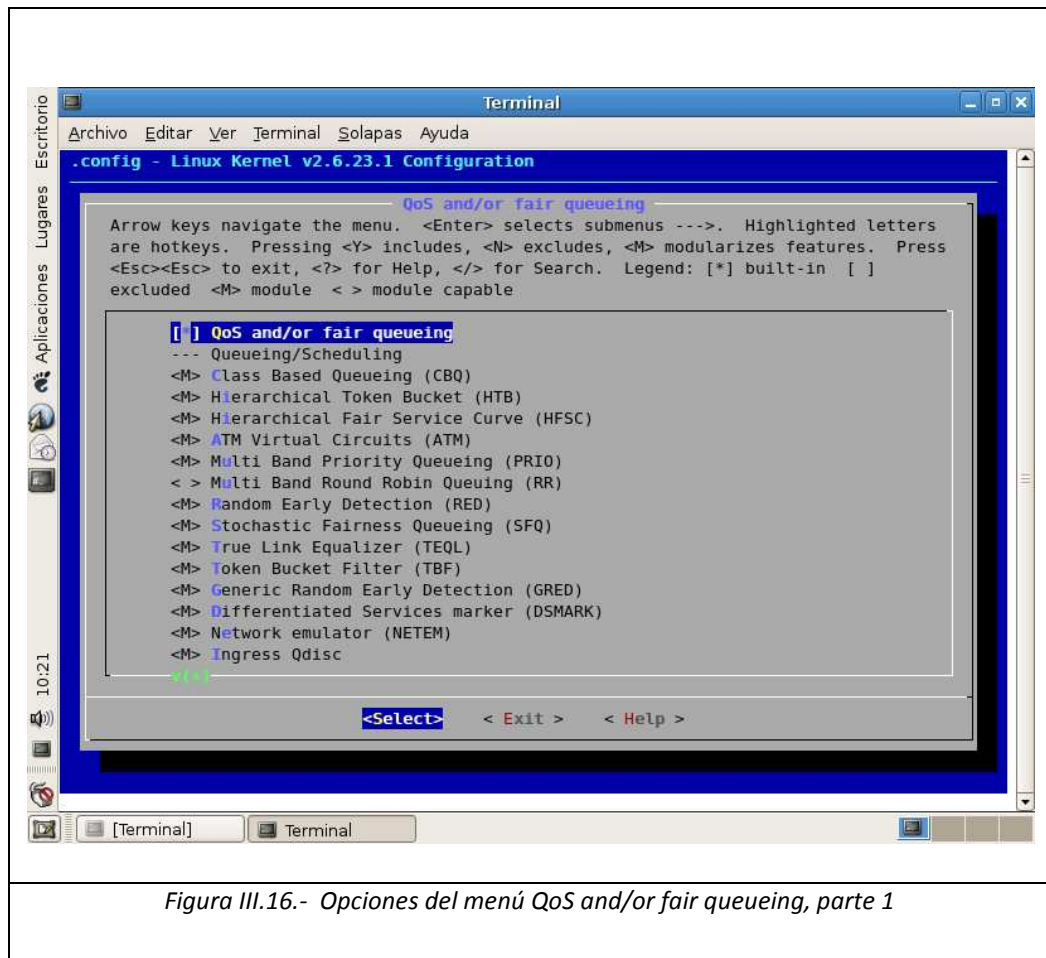 Terminal
Archivo Editar Ver Terminal Solapas Ayuda
.config - Linux Kernel v2.6.23.1 Configuration
QoS and/or fair queueing
Arrow keys navigate the menu. <Enter> selects submenus --->. Highlighted letters
are hotkeys. Pressing <Y> includes, <N> excludes, <M> modularizes features. Press
<Esc><Esc> to exit, <?> for Help, </> for Search. Legend: [*] built-in [ ]
excluded <M> module < > module capable
[*] QoS and/or fair queueing
--- Queueing/Scheduling
<M> Class Based Queueing (CBQ)
<M> Hierarchical Token Bucket (HTB)
<M> Hierarchical Fair Service Curve (HFSC)
<M> ATM Virtual Circuits (ATM)
<M> Multi Band Priority Queueing (PRIO)
< > Multi Band Round Robin Queuing (RR)
<M> Random Early Detection (RED)
<M> Stochastic Fairness Queueing (SFQ)
<M> True Link Equalizer (TEQL)
<M> Token Bucket Filter (TBF)
<M> Generic Random Early Detection (GRED)
<M> Differentiated Services marker (DSMARK)
<M> Network emulator (NETEM)
<M> Ingress Qdisc
v(+)
<Select> < Exit > < Help >
Aplicaciones Lugares Escritorio
10:21
[Terminal] Terminal
Figura III.16.- Opciones del menú QoS and/or fair queueing, parte 1